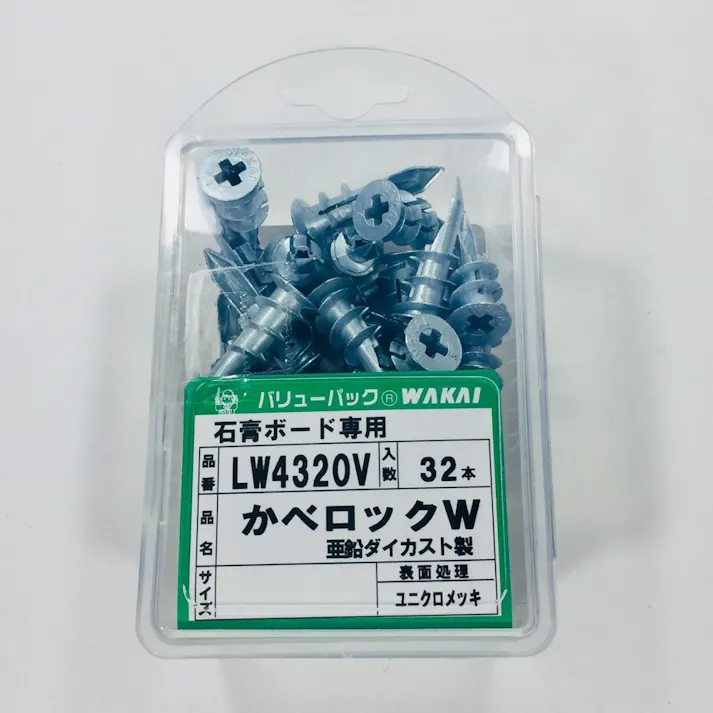 バリューパック® WAKAI
石膏ボード専用
品番 LW4320V 入数 32本
品名 かべロックW
亜鉛ダイカスト製
サイズ 表面処理
ユニクロメッキ